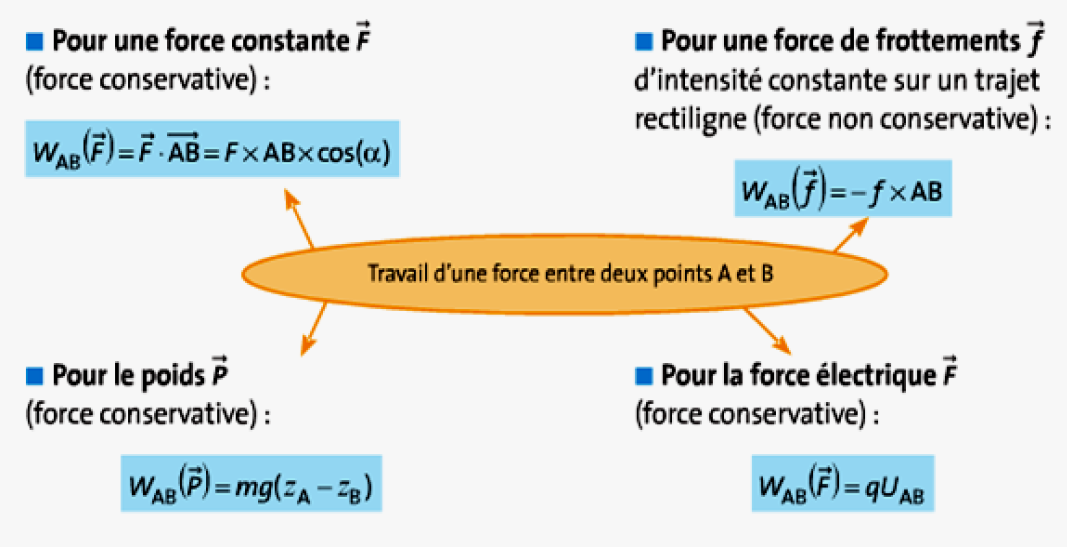 ■ Pour une force constante F⃗
(force conservative) :
W_AB(F⃗) = F⃗ · AB⃗ = F × AB × cos(α)
■ Pour une force de frottements f⃗
d'intensité constante sur un trajet
rectiligne (force non conservative) :
W_AB(f⃗) = – f × AB
Travail d'une force entre deux points A et B
■ Pour le poids P⃗
(force conservative) :
W_AB(P⃗) = mg(z_A – z_B)
■ Pour la force électrique F⃗
(force conservative) :
W_AB(F⃗) = qU_AB